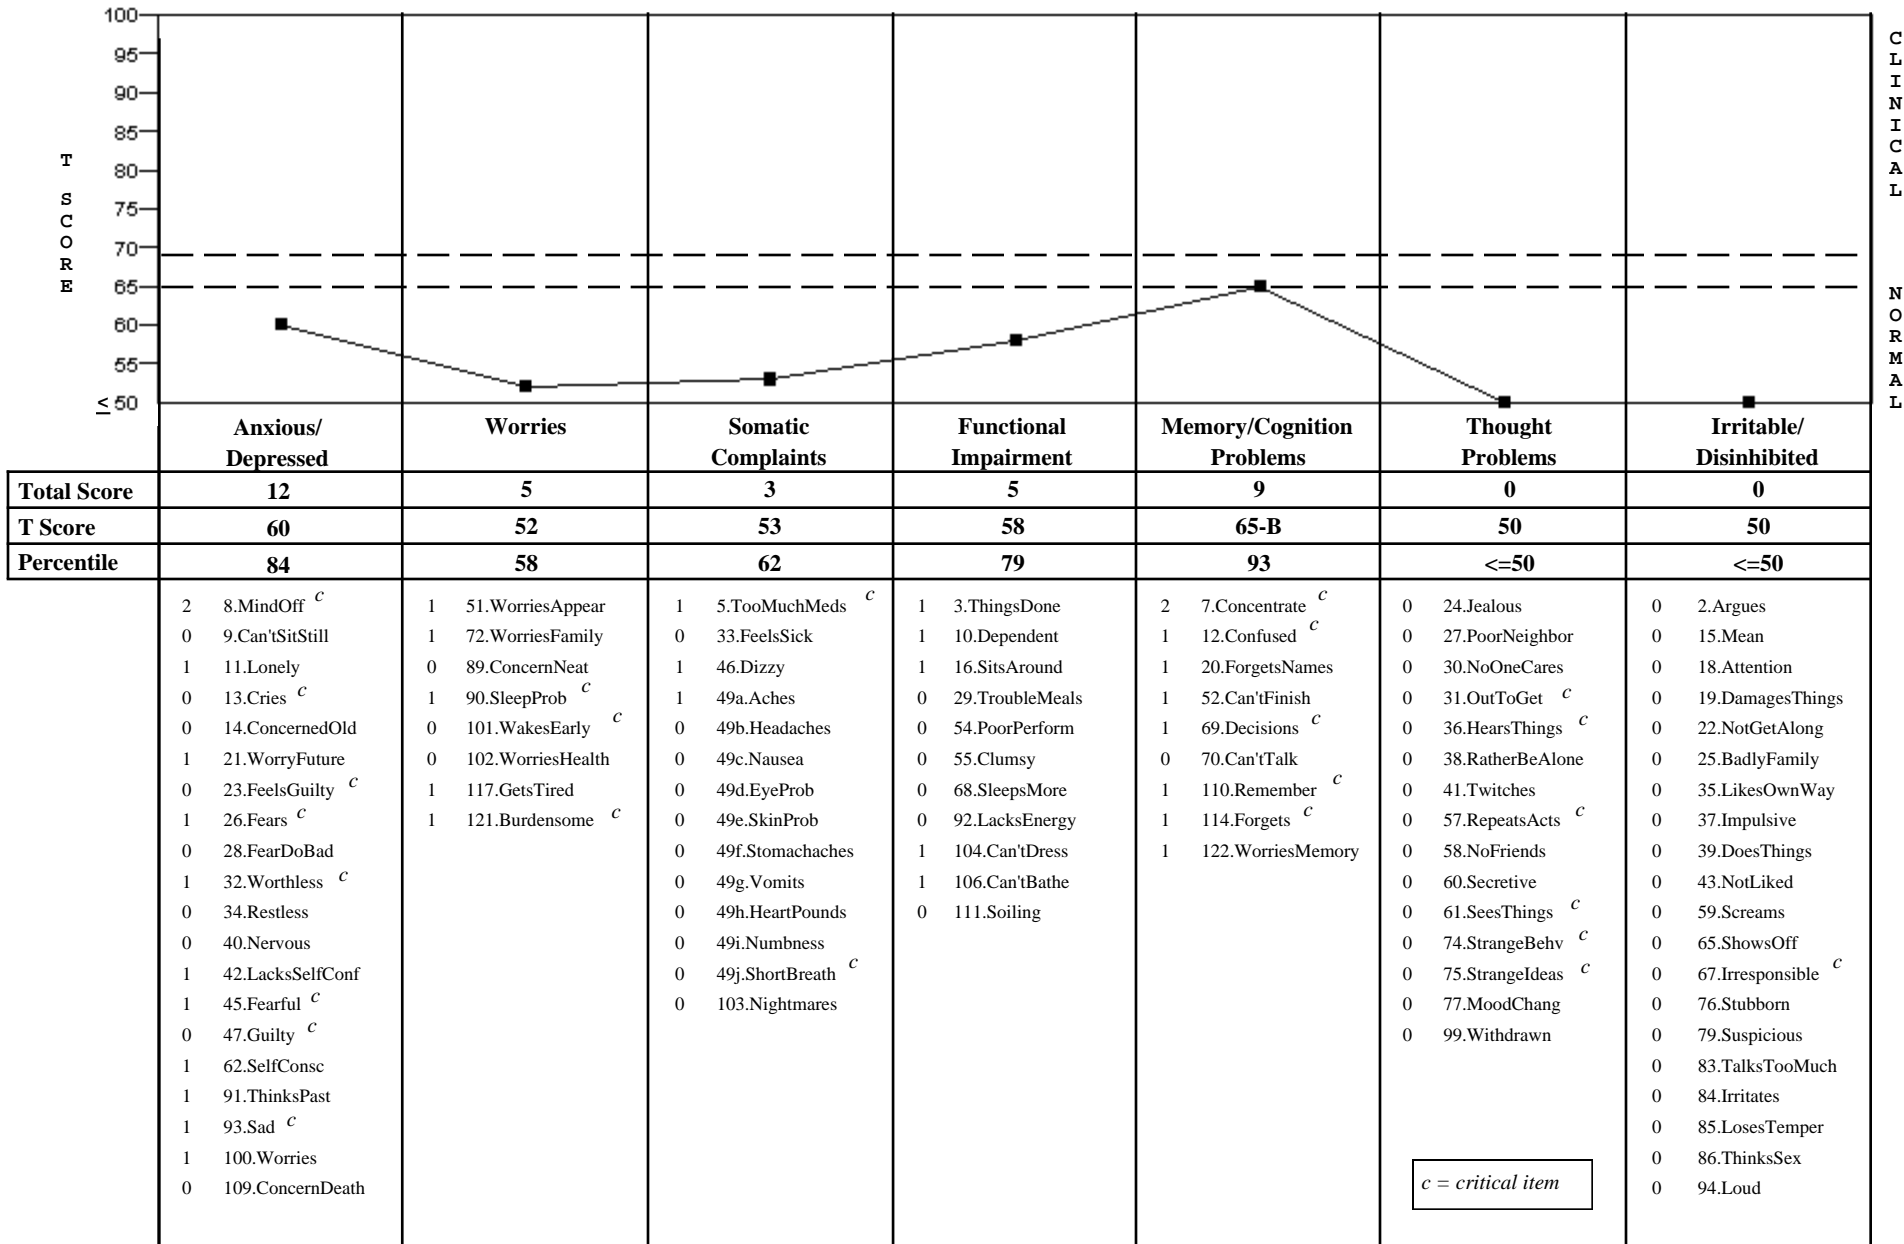 100
95
90
85
80
75
70
65
60
55
≤ 50
T SCORE
CLINICAL
NORMAL
Anxious/ Depressed
Worries
Somatic Complaints
Functional Impairment
Memory/Cognition Problems
Thought Problems
Irritable/ Disinhibited
Total Score 12 5 3 5 9 0 0
T Score 60 52 53 58 65-B 50 50
Percentile 84 58 62 79 93 <=50 <=50
2 8.MindOff c
0 9.Can'tSitStill
1 11.Lonely
0 13.Cries c
0 14.ConcernedOld
1 21.WorryFuture
0 23.FeelsGuilty c
1 26.Fears c
0 28.FearDoBad
1 32.Worthless c
0 34.Restless
0 40.Nervous
1 42.LacksSelfConf
1 45.Fearful c
0 47.Guilty c
1 62.SelfConsc
1 91.ThinksPast
1 93.Sad c
1 100.Worries
0 109.ConcernDeath
1 51.WorriesAppear
1 72.WorriesFamily
0 89.ConcernNeat
1 90.SleepProb c
0 101.WakesEarly c
0 102.WorriesHealth
1 117.GetsTired
1 121.Burdensome c
1 5.TooMuchMeds c
0 33.FeelsSick
1 46.Dizzy
1 49a.Aches
0 49b.Headaches
0 49c.Nausea
0 49d.EyeProb
0 49e.SkinProb
0 49f.Stomachaches
0 49g.Vomits
0 49h.HeartPounds
0 49i.Numbness
0 49j.ShortBreath c
0 103.Nightmares
1 3.ThingsDone
1 10.Dependent
1 16.SitsAround
0 29.TroubleMeals
0 54.PoorPerform
0 55.Clumsy
0 68.SleepsMore
0 92.LacksEnergy
1 104.Can'tDress
1 106.Can'tBathe
0 111.Soiling
2 7.Concentrate c
1 12.Confused c
1 20.ForgetsNames
1 52.Can'tFinish
1 69.Decisions c
0 70.Can'tTalk
1 110.Remember c
1 114.Forgets c
1 122.WorriesMemory
0 24.Jealous
0 27.PoorNeighbor
0 30.NoOneCares
0 31.OutToGet c
0 36.HearsThings c
0 38.RatherBeAlone
0 41.Twitches
0 57.RepeatsActs c
0 58.NoFriends
0 60.Secretive
0 61.SeesThings c
0 74.StrangeBehv c
0 75.StrangeIdeas c
0 77.MoodChang
0 99.Withdrawn
c = critical item
0 2.Argues
0 15.Mean
0 18.Attention
0 19.DamagesThings
0 22.NotGetAlong
0 25.BadlyFamily
0 35.LikesOwnWay
0 37.Impulsive
0 39.DoesThings
0 43.NotLiked
0 59.Screams
0 65.ShowsOff
0 67.Irresponsible c
0 76.Stubborn
0 79.Suspicious
0 83.TalksTooMuch
0 84.Irritates
0 85.LosesTemper
0 86.ThinksSex
0 94.Loud